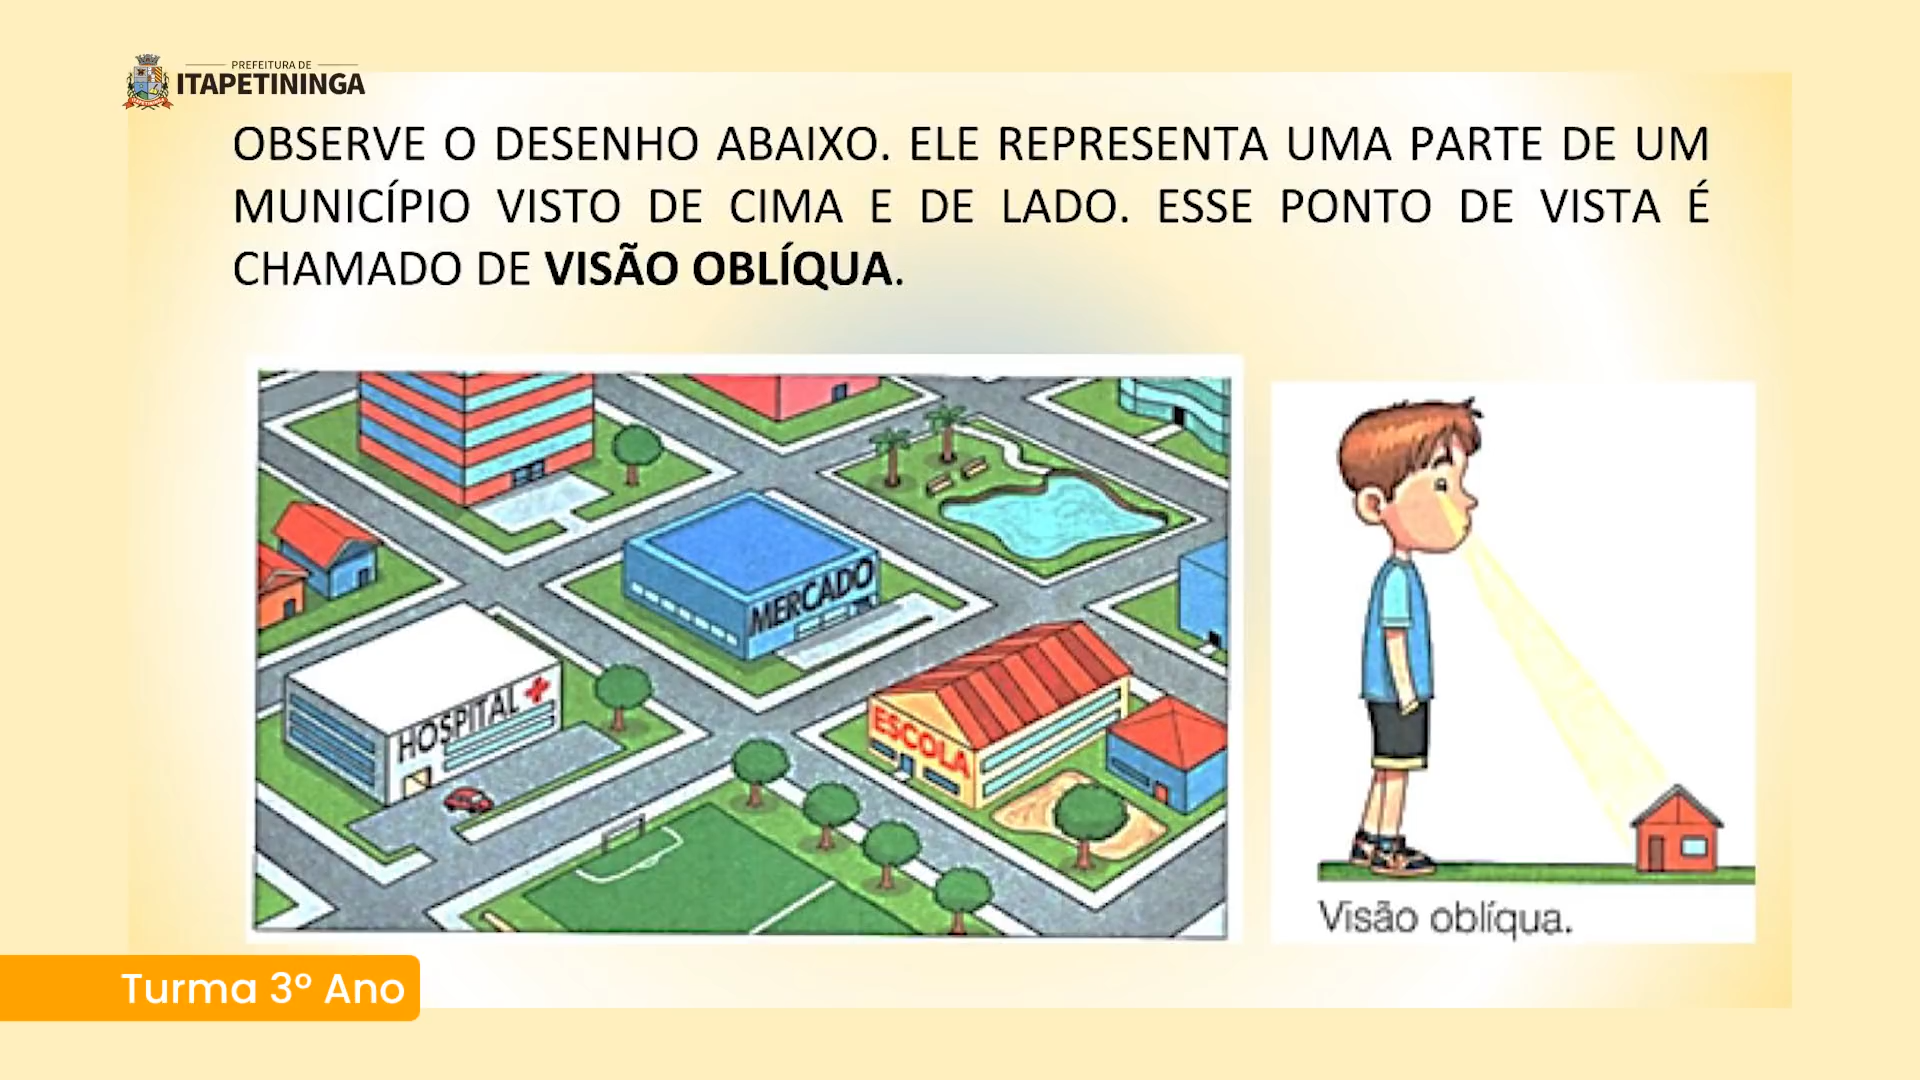 PREFEITURA DE
ITAPETININGA
OBSERVE O DESENHO ABAIXO. ELE REPRESENTA UMA PARTE DE UM
MUNICÍPIO VISTO DE CIMA E DE LADO. ESSE PONTO DE VISTA É
CHAMADO DE VISÃO OBLÍQUA.
MERCADO
HOSPITAL
ESCOLA
Visão oblíqua.
Turma 3º Ano